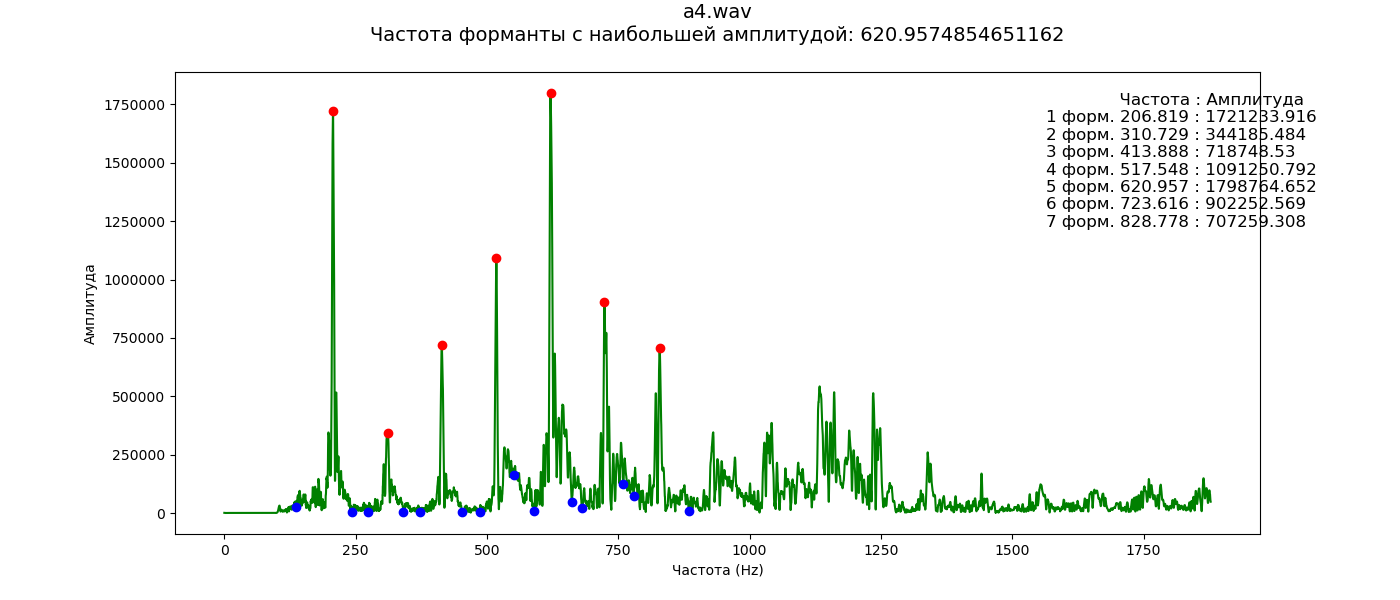 a4.wav
Частота форманты с наибольшей амплитудой: 620.9574854651162
Частота : Амплитуда
1 форм. 206.819 : 1721233.916
2 форм. 310.729 : 344185.484
3 форм. 413.888 : 718748.53
4 форм. 517.548 : 1091250.792
5 форм. 620.957 : 1798764.652
6 форм. 723.616 : 902252.569
7 форм. 828.778 : 707259.308
Амплитуда
1750000
1500000
1250000
1000000
750000
500000
250000
0
0 250 500 750 1000 1250 1500 1750
Частота (Hz)